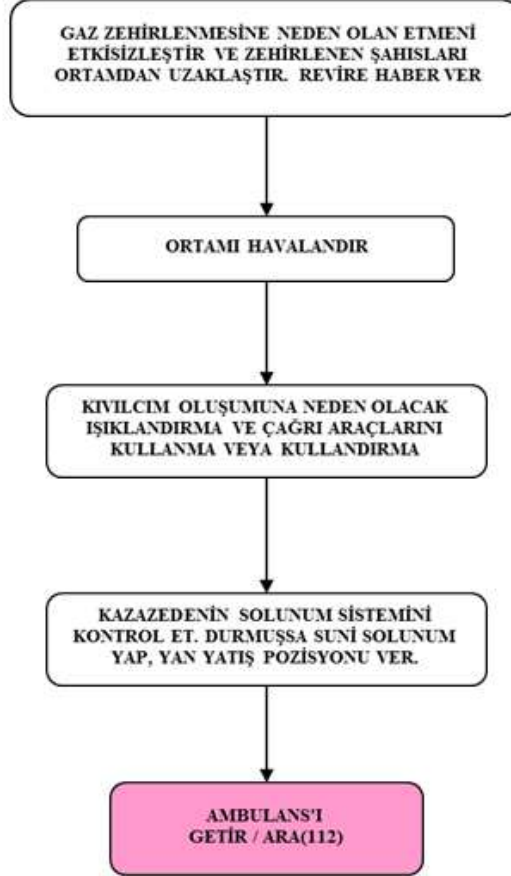 GAZ ZEHİRLENMESİNE NEDEN OLAN ETMENİ
ETKİSİZLEŞTİR VE ZEHİRLENEN ŞAHISLARI
ORTAMDAN UZAKLAŞTIR. REVİRE HABER VER
ORTAMI HAVALANDIR
KIVILCIM OLUŞUMUNA NEDEN OLACAK
IŞIKLANDIRMA VE ÇAĞRI ARAÇLARINI
KULLANMA VEYA KULLANDIRMA
KAZAZEDENİN SOLUNUM SİSTEMİNİ
KONTROL ET. DURMUŞSA SUNİ SOLUNUM
YAP, YAN YATIŞ POZİSYONU VER.
AMBULANS'I
GETİR / ARA(112)